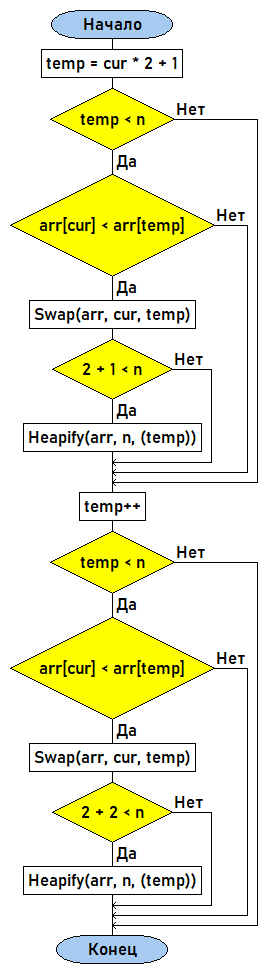 Начало
temp = cur * 2 + 1
temp < n
Нет
Да
arr[cur] < arr[temp]
Нет
Да
Swap(arr, cur, temp)
2 + 1 < n
Нет
Да
Heapify(arr, n, (temp))
temp++
temp < n
Нет
Да
arr[cur] < arr[temp]
Нет
Да
Swap(arr, cur, temp)
2 + 2 < n
Нет
Да
Heapify(arr, n, (temp))
Конец